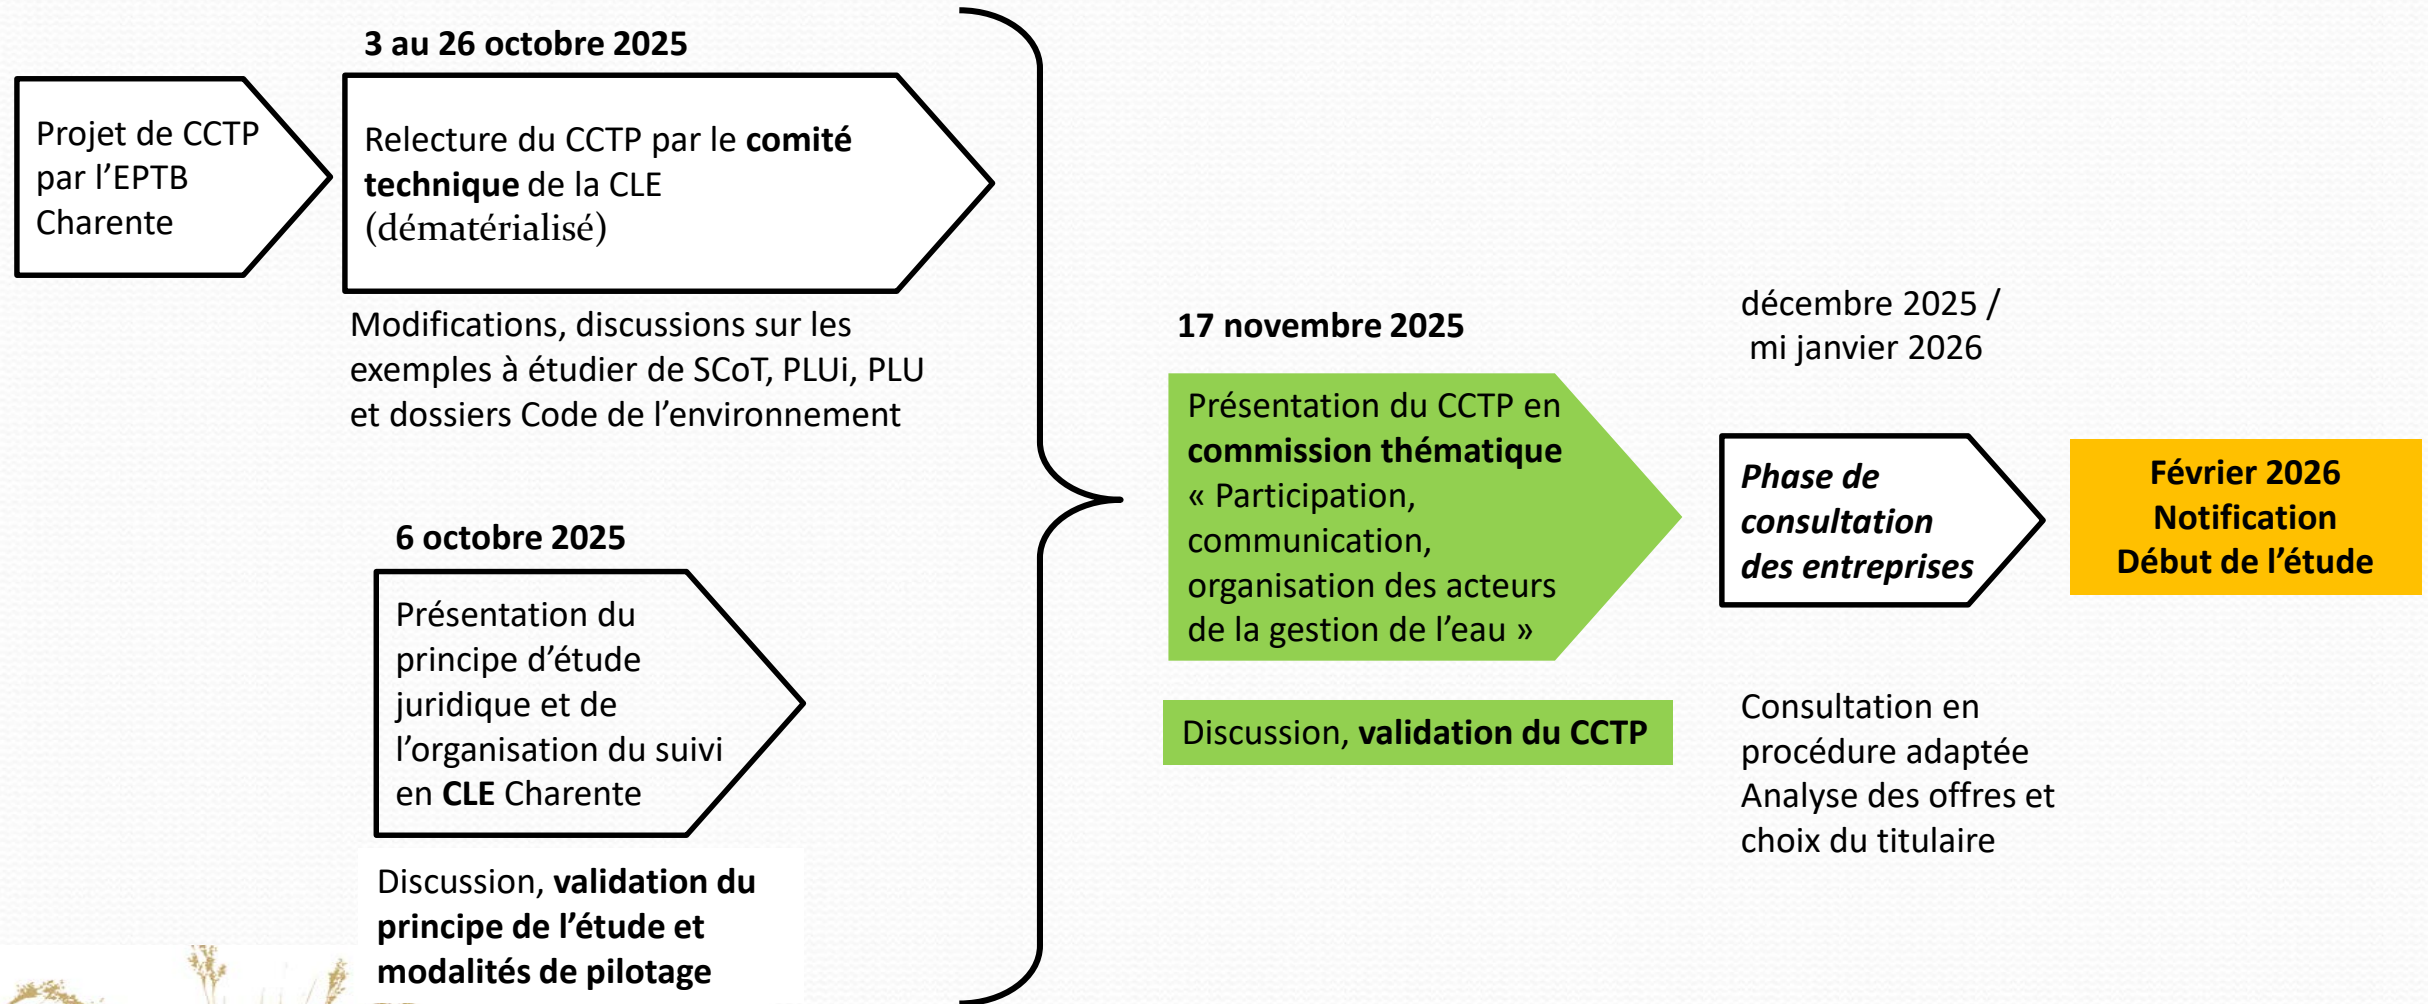 3 au 26 octobre 2025
Projet de CCTP
par l’EPTB
Charente
Relecture du CCTP par le comité
technique de la CLE
(dématérialisé)
Modifications, discussions sur les
exemples à étudier de SCoT, PLUi, PLU
et dossiers Code de l’environnement
6 octobre 2025
Présentation du
principe d’étude
juridique et de
l’organisation du suivi
en CLE Charente
Discussion, validation du
principe de l’étude et
modalités de pilotage
17 novembre 2025
Présentation du CCTP en
commission thématique
« Participation,
communication,
organisation des acteurs
de la gestion de l’eau »
Discussion, validation du CCTP
décembre 2025 /
mi janvier 2026
Phase de
consultation
des entreprises
Consultation en
procédure adaptée
Analyse des offres et
choix du titulaire
Février 2026
Notification
Début de l’étude